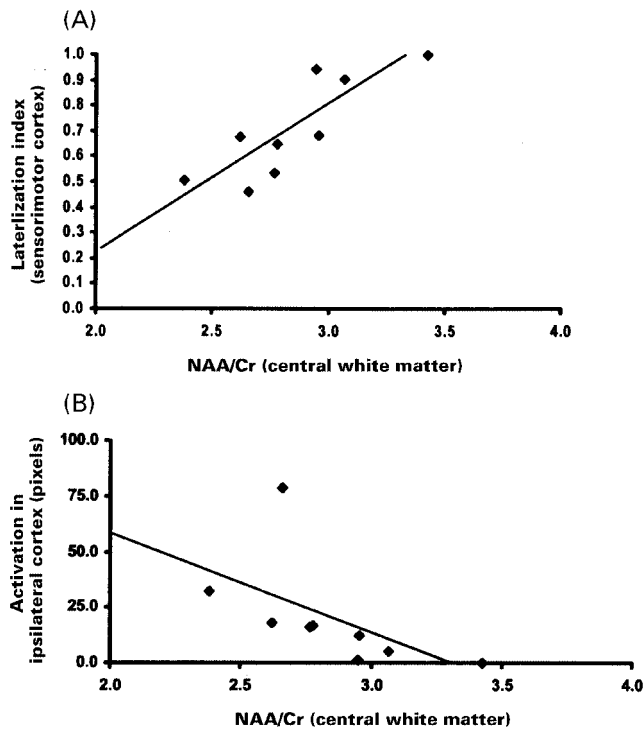 (A)
Laterlization index
(sensorimotor cortex)
1.0
0.9
0.8
0.7
0.6
0.5
0.4
0.3
0.2
0.1
0.0
2.0 2.5 3.0 3.5 4.0
NAA/Cr (central white matter)
(B)
Activation in
ipsilateral cortex (pixels)
100.0
75.0
50.0
25.0
0.0
2.0 2.5 3.0 3.5 4.0
NAA/Cr (central white matter)